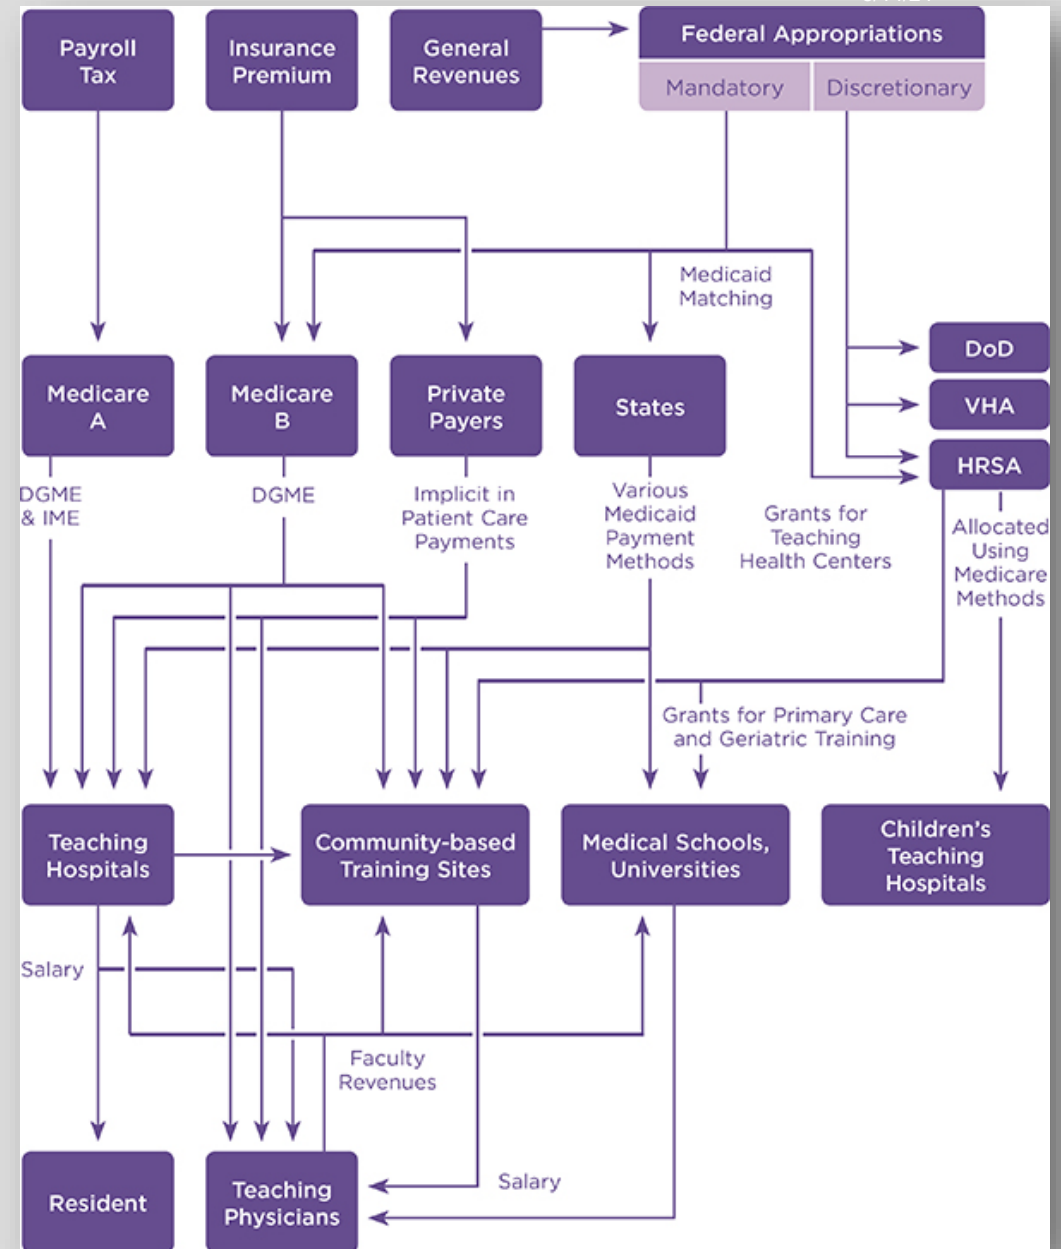 Payroll
Tax
Insurance
Premium
General
Revenues
Federal Appropriations
Mandatory
Discretionary
Medicaid
Matching
DoD
VHA
HRSA
Medicare
A
Medicare
B
Private
Payers
States
DGME
& IME
DGME
Implicit in
Patient Care
Payments
Various
Medicaid
Payment
Methods
Grants for
Teaching
Health Centers
Allocated
Using
Medicare
Methods
Grants for Primary Care
and Geriatric Training
Teaching
Hospitals
Community-based
Training Sites
Medical Schools,
Universities
Children's
Teaching
Hospitals
Salary
Faculty
Revenues
Resident
Teaching
Physicians
Salary